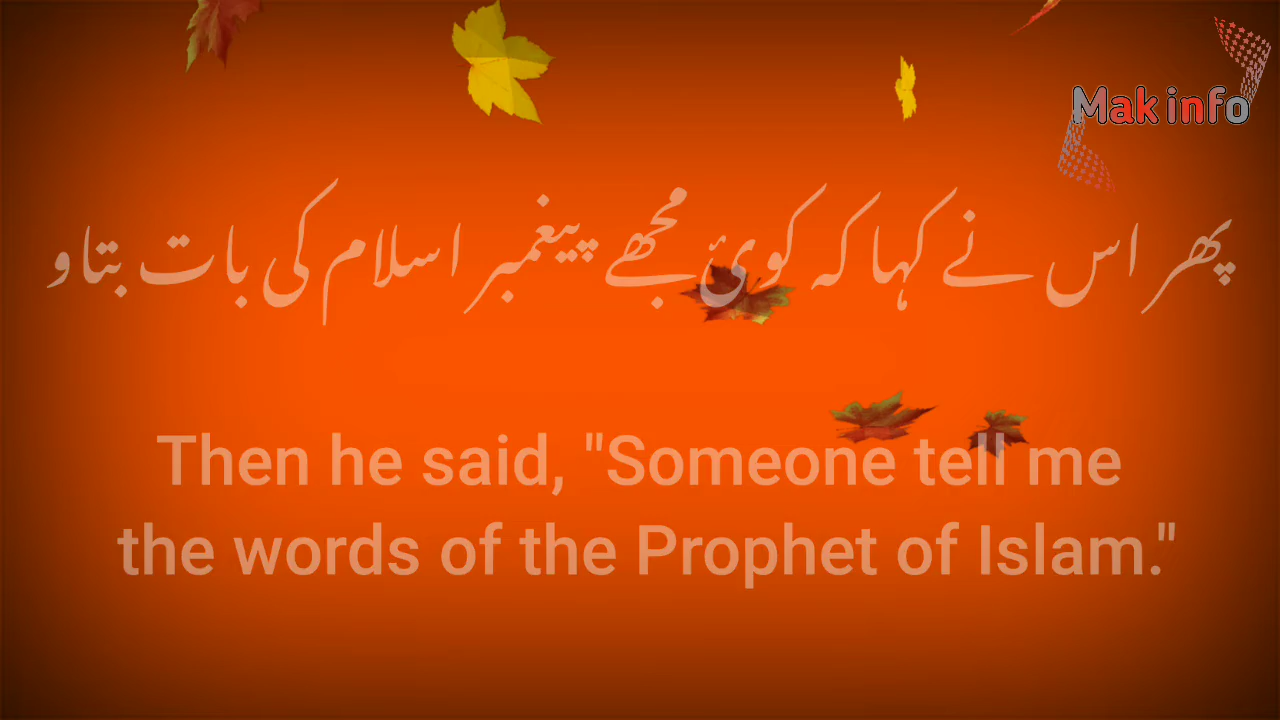 Mak info
پھر اس نے کہا کہ کوئ مجھے پیغمبر اسلام کی بات بتاو
Then he said, "Someone tell me
the words of the Prophet of Islam."